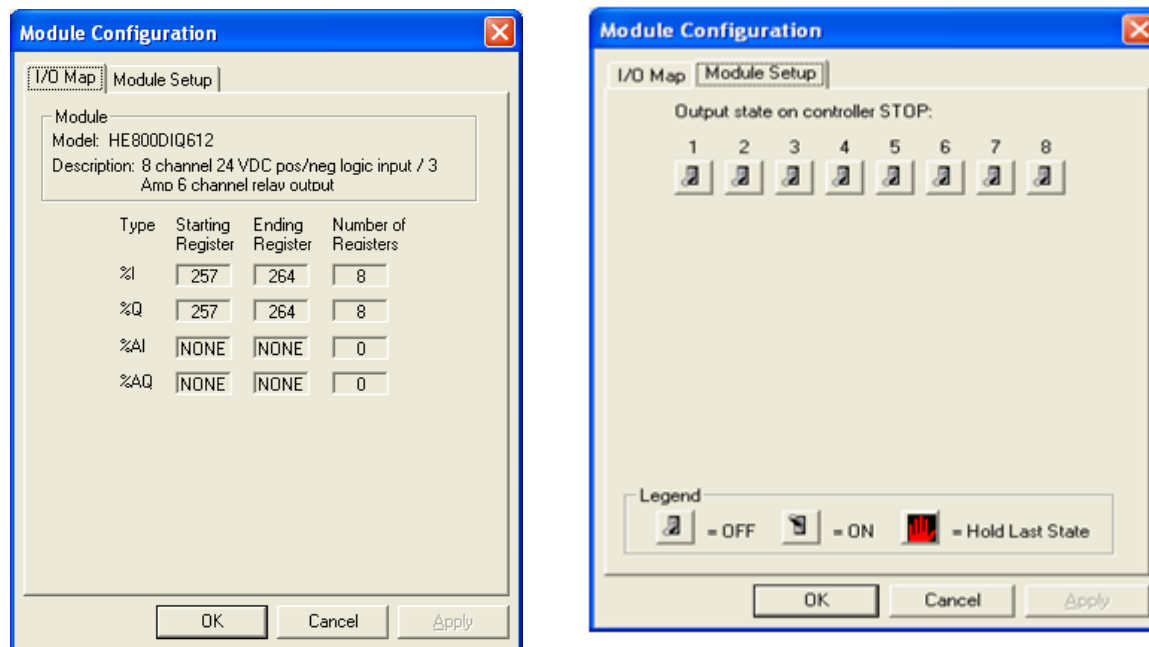 Module Configuration
I/O Map Module Setup
Module
Model: HE800DIQ612
Description: 8 channel 24 VDC pos/neg logic input / 3
Amp 6 channel relay output
Type Starting Ending Number of
Register Register Registers
%I 257 264 8
%Q 257 264 8
%AI NONE NONE 0
%AQ NONE NONE 0
OK Cancel Apply
Module Configuration
I/O Map Module Setup
Output state on controller STOP:
1 2 3 4 5 6 7 8
Legend
= OFF = ON = Hold Last State
OK Cancel Apply